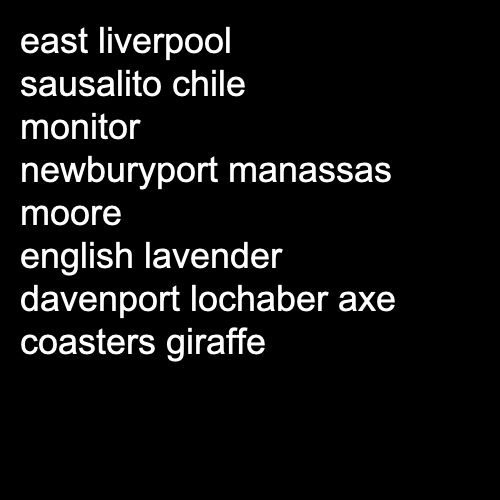 east liverpool
sausalito chile
monitor
newburyport manassas
moore
english lavender
davenport lochaber axe
coasters giraffe